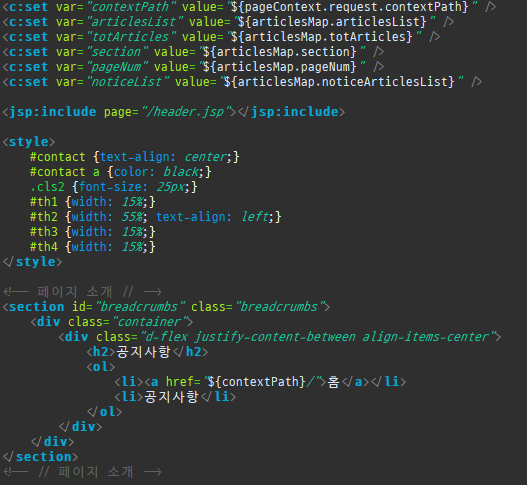 <c:set var="contextPath" value="${pageContext.request.contextPath}" />
<c:set var="articlesList" value="${articlesMap.articlesList}" />
<c:set var="totArticles" value="${articlesMap.totArticles}" />
<c:set var="section" value="${articlesMap.section}" />
<c:set var="pageNum" value="${articlesMap.pageNum}" />
<c:set var="noticeList" value="${articlesMap.noticeArticlesList}" />
<jsp:include page="/header.jsp"></jsp:include>
<style>
#contact {text-align: center;}
#contact a {color: black;}
.cls2 {font-size: 25px;}
#th1 {width: 15%;}
#th2 {width: 55%; text-align: left;}
#th3 {width: 15%;}
#th4 {width: 15%;}
</style>
<!-- 페이지 소개 // -->
<section id="breadcrumbs" class="breadcrumbs">
<div class="container">
<div class="d-flex justify-content-between align-items-center">
<h2>공지사항</h2>
<ol>
<li><a href="${contextPath}/">홈</a></li>
<li>공지사항</li>
</ol>
</div>
</div>
</section>
<!-- // 페이지 소개 -->